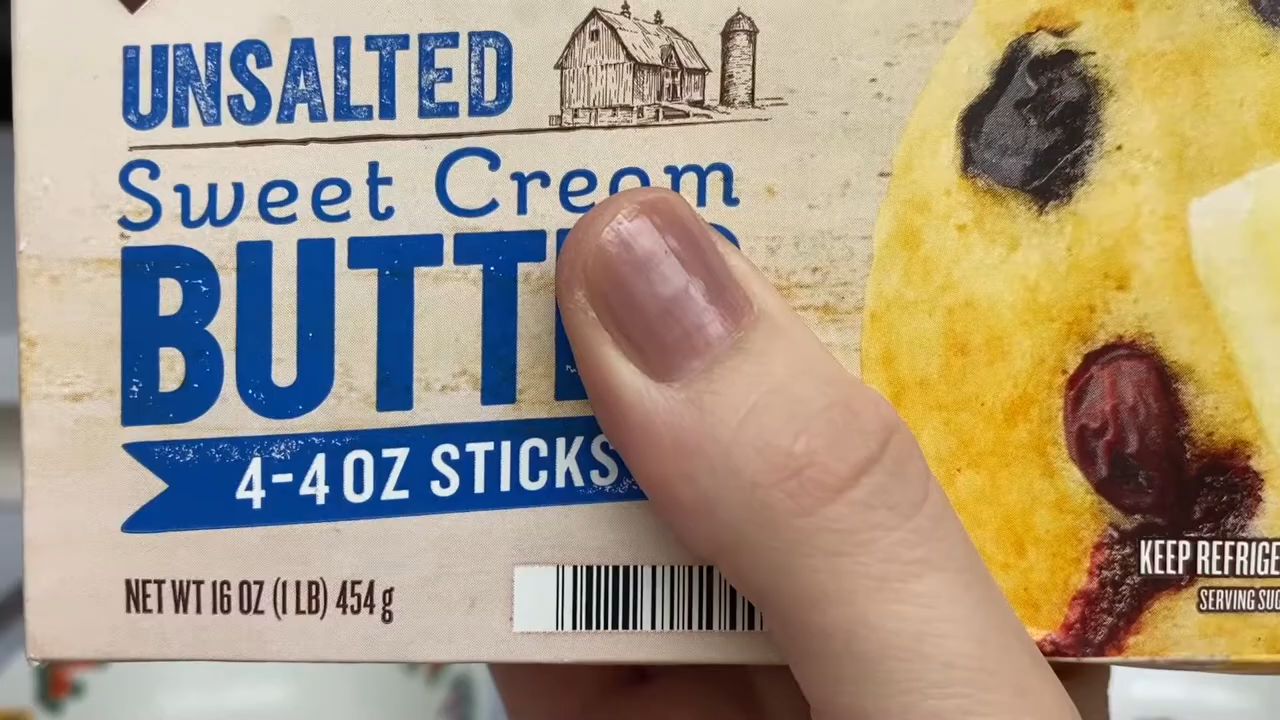 UNSALTED
Sweet Cream
BUTT
4-4 OZ STICKS
NET WT 16 OZ (1 LB) 454 g
KEEP REFRIGE
SERVING SUG